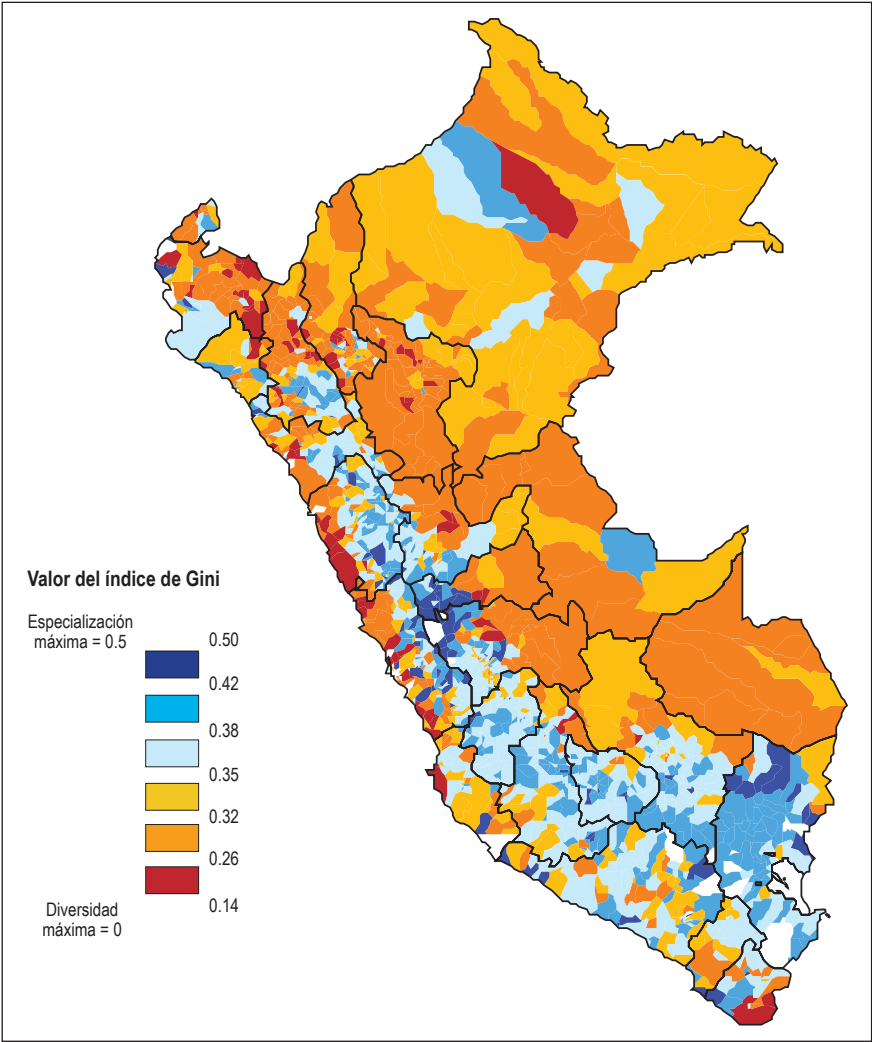 Valor del índice de Gini
Especialización
máxima = 0.5
0.50
0.42
0.38
0.35
0.32
0.26
0.14
Diversidad
máxima = 0